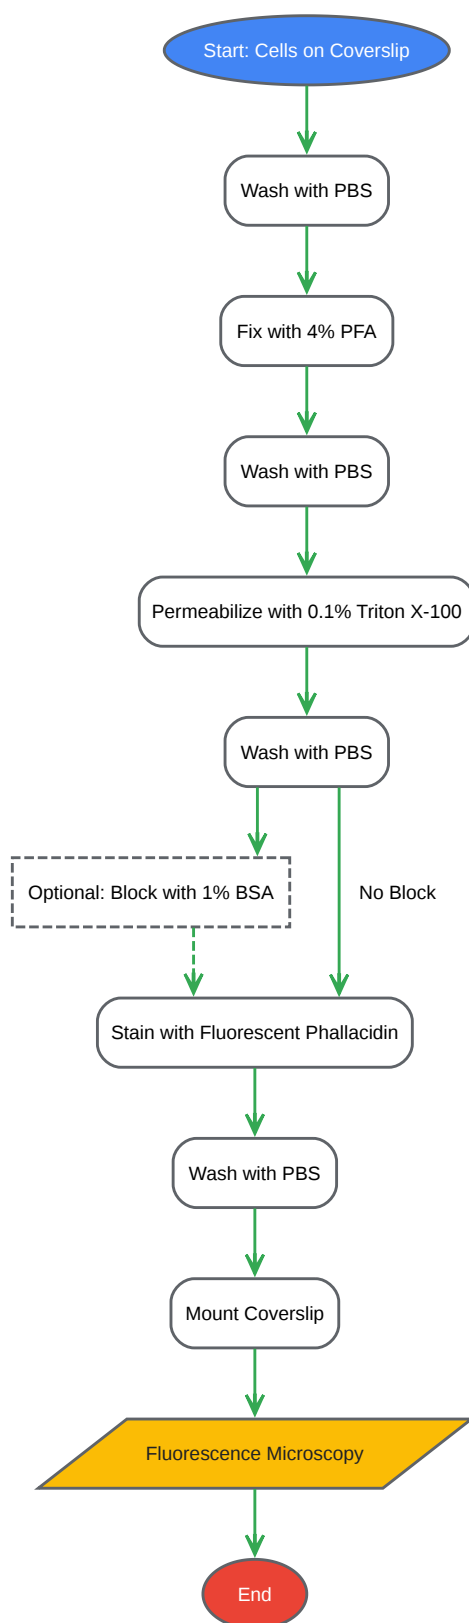 Start: Cells on Coverslip
Wash with PBS
Fix with 4% PFA
Wash with PBS
Permeabilize with 0.1% Triton X-100
Wash with PBS
Optional: Block with 1% BSA
No Block
Stain with Fluorescent Phallacidin
Wash with PBS
Mount Coverslip
Fluorescence Microscopy
End